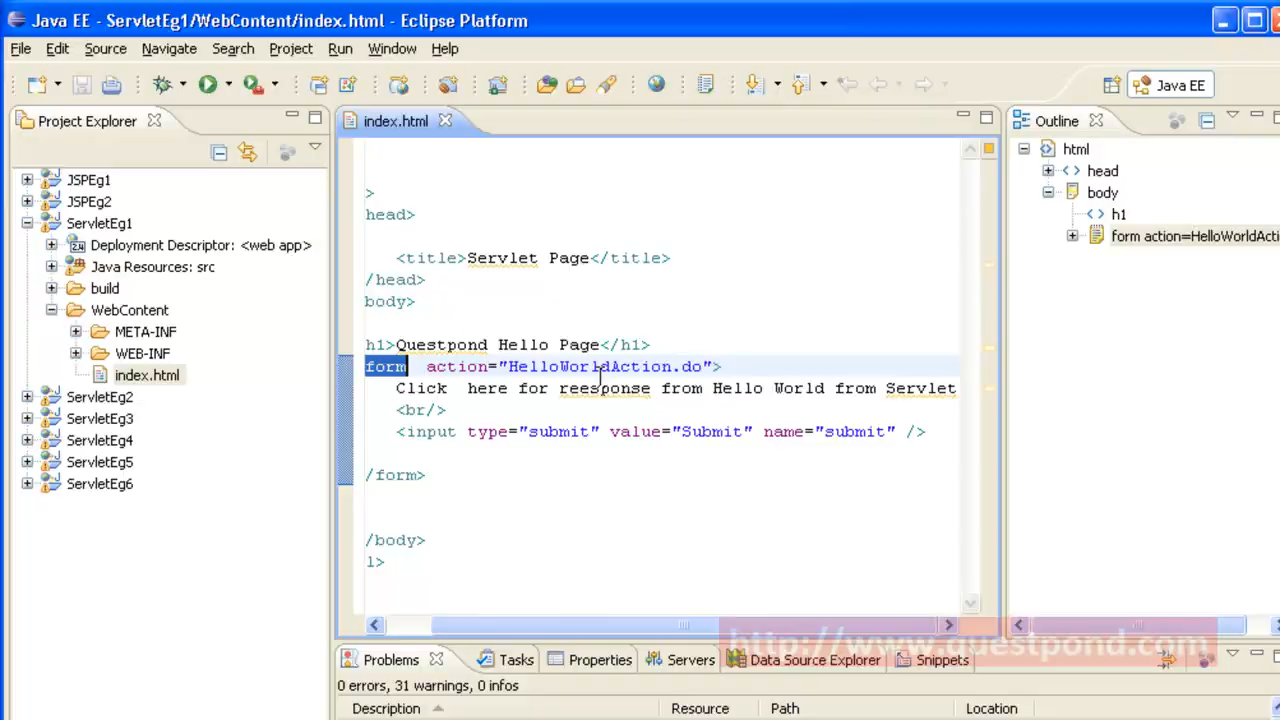 Java EE - ServletEg1/WebContent/index.html - Eclipse Platform
File Edit Source Navigate Search Project Run Window Help
Java EE
Project Explorer
JSPEg1
JSPEg2
ServletEg1
Deployment Descriptor: <web app>
Java Resources: src
build
WebContent
META-INF
WEB-INF
index.html
ServletEg2
ServletEg3
ServletEg4
ServletEg5
ServletEg6
index.html
>
head>
<title>Servlet Page</title>
/head>
body>
h1>Questpond Hello Page</h1>
form action="HelloWorldAction.do">
Click here for reesponse from Hello World from Servlet
<br/>
<input type="submit" value="Submit" name="submit" />
/form>
/body>
l>
Outline
html
head
body
h1
form action=HelloWorldActi
http://www.questpond.com
Problems Tasks Properties Servers Data Source Explorer Snippets
0 errors, 31 warnings, 0 infos
Description Resource Path Location